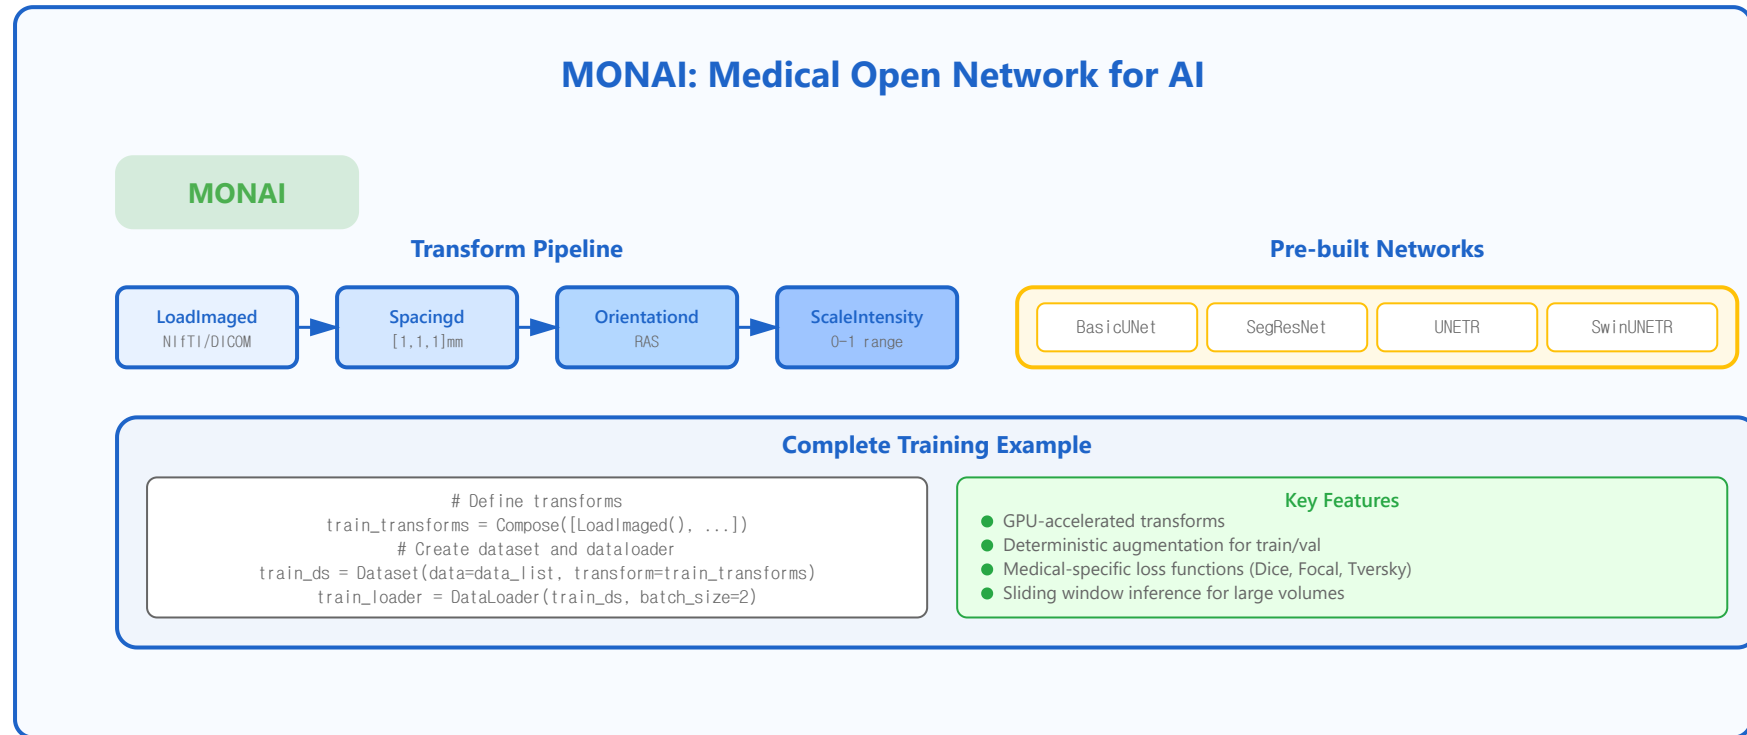 MONAI: Medical Open Network for AI
MONAI
Transform Pipeline
LoadImaged
NIfTI/DICOM
Spacingd
[1,1,1]mm
Orientationd
RAS
ScaleIntensity
0-1 range
Pre-built Networks
BasicUNet
SegResNet
UNETR
SwinUNETR
Complete Training Example
# Define transforms
train_transforms = Compose([LoadImaged(), ...])
# Create dataset and dataloader
train_ds = Dataset(data=data_list, transform=train_transforms)
train_loader = DataLoader(train_ds, batch_size=2)
Key Features
● GPU-accelerated transforms
● Deterministic augmentation for train/val
● Medical-specific loss functions (Dice, Focal, Tversky)
● Sliding window inference for large volumes